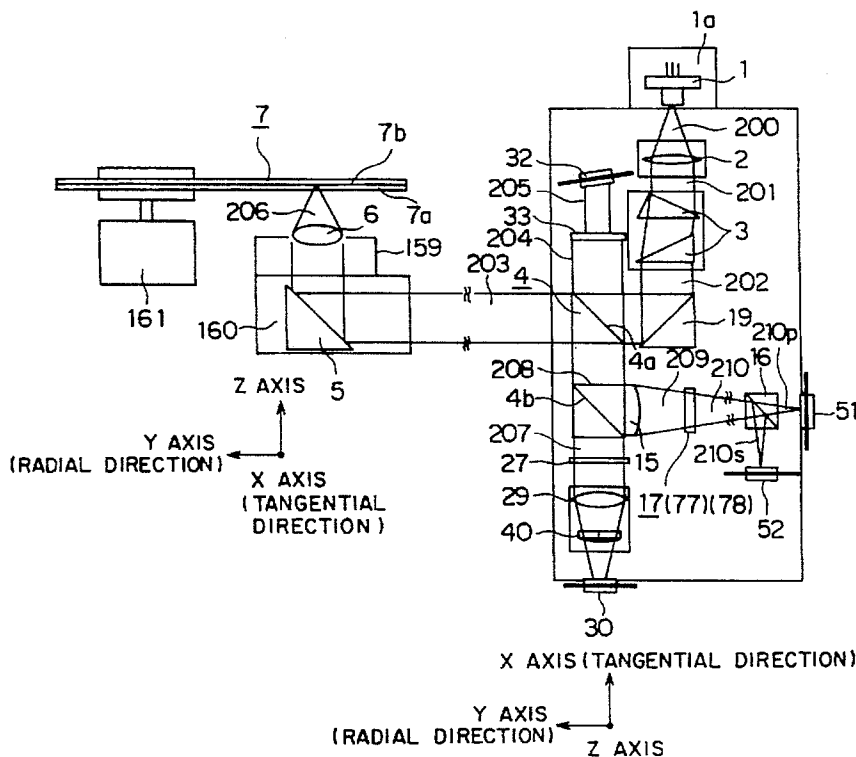 1a
1
200
7
7b
32
2
205
201
206
6
7a
33
159
204
3
203
4
202
161
160
5
4a
19
210p
208
209
210
16
4b
51
Z AXIS
Y AXIS
(RADIAL DIRECTION)
X AXIS
(TANGENTIAL
DIRECTION)
207
27
15
210s
29
17(77)(78)
52
40
30
X AXIS(TANGENTIAL DIRECTION)
Y AXIS
(RADIAL DIRECTION)
Z AXIS